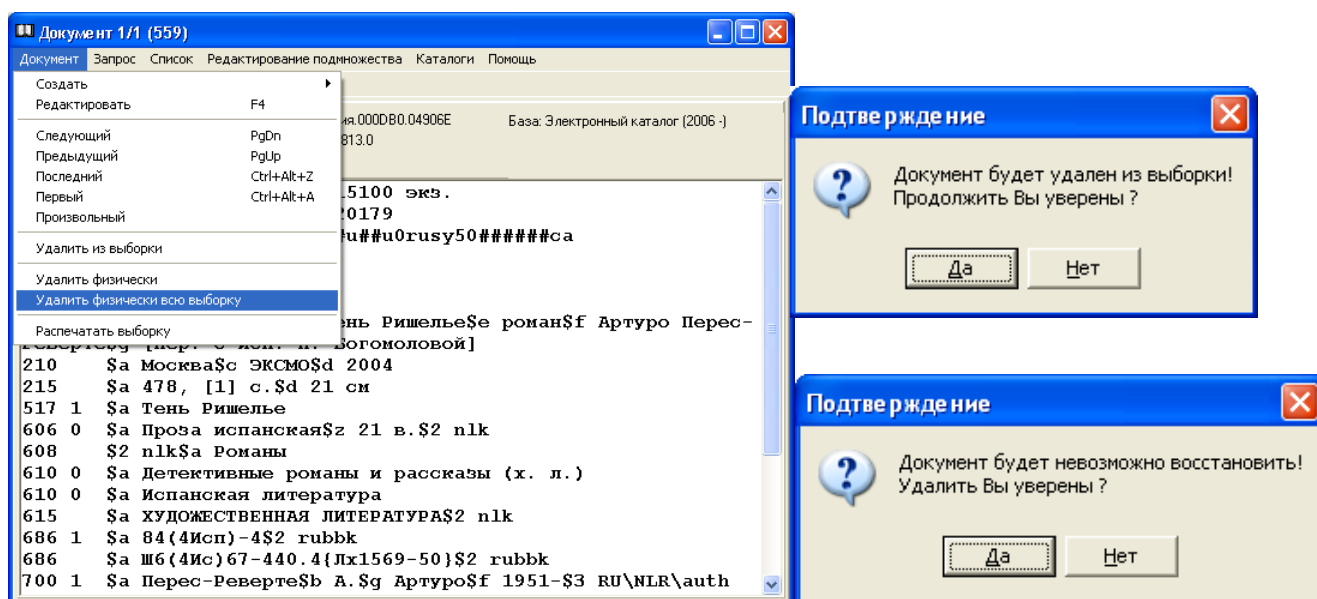 Документ 1/1 (559)
Документ Запрос Список Редактирование подмножества Каталоги Помощь
Создать
Редактировать F4
Следующий PgDn
Предыдущий PgUp
Последний Ctrl+Alt+Z
Первый Ctrl+Alt+A
Произвольный
Удалить из выборки
Удалить физически
Удалить физически всю выборку
Распечатать выборку
ия.000DB0.04906E База: Электронный каталог (2006 -)
813.0
5100 экз.
20179
#u##u0rusy50######ca
ень Ришелье$e роман$f Артуро Перес-
Богомоловой]
210 $a Москва$c ЭКСМО$d 2004
215 $a 478, [1] с.$d 21 см
517 1 $a Тень Ришелье
606 0 $a Проза испанская$z 21 в.$2 nlk
608 $2 nlk$a Романы
610 0 $a Детективные романы и рассказы (х. л.)
610 0 $a Испанская литература
615 $a ХУДОЖЕСТВЕННАЯ ЛИТЕРАТУРА$2 nlk
686 1 $a 84(4Исп)-4$2 rubbk
686 $a Ш6(4Ис)67-440.4{Лх1569-50}$2 rubbk
700 1 $a Перес-Реверте$b А.$g Артуро$f 1951-$3 RU\NLR\auth
Подтверждение
Документ будет удален из выборки!
Продолжить Вы уверены ?
Да Нет
Подтверждение
Документ будет невозможно восстановить!
Удалить Вы уверены ?
Да Нет